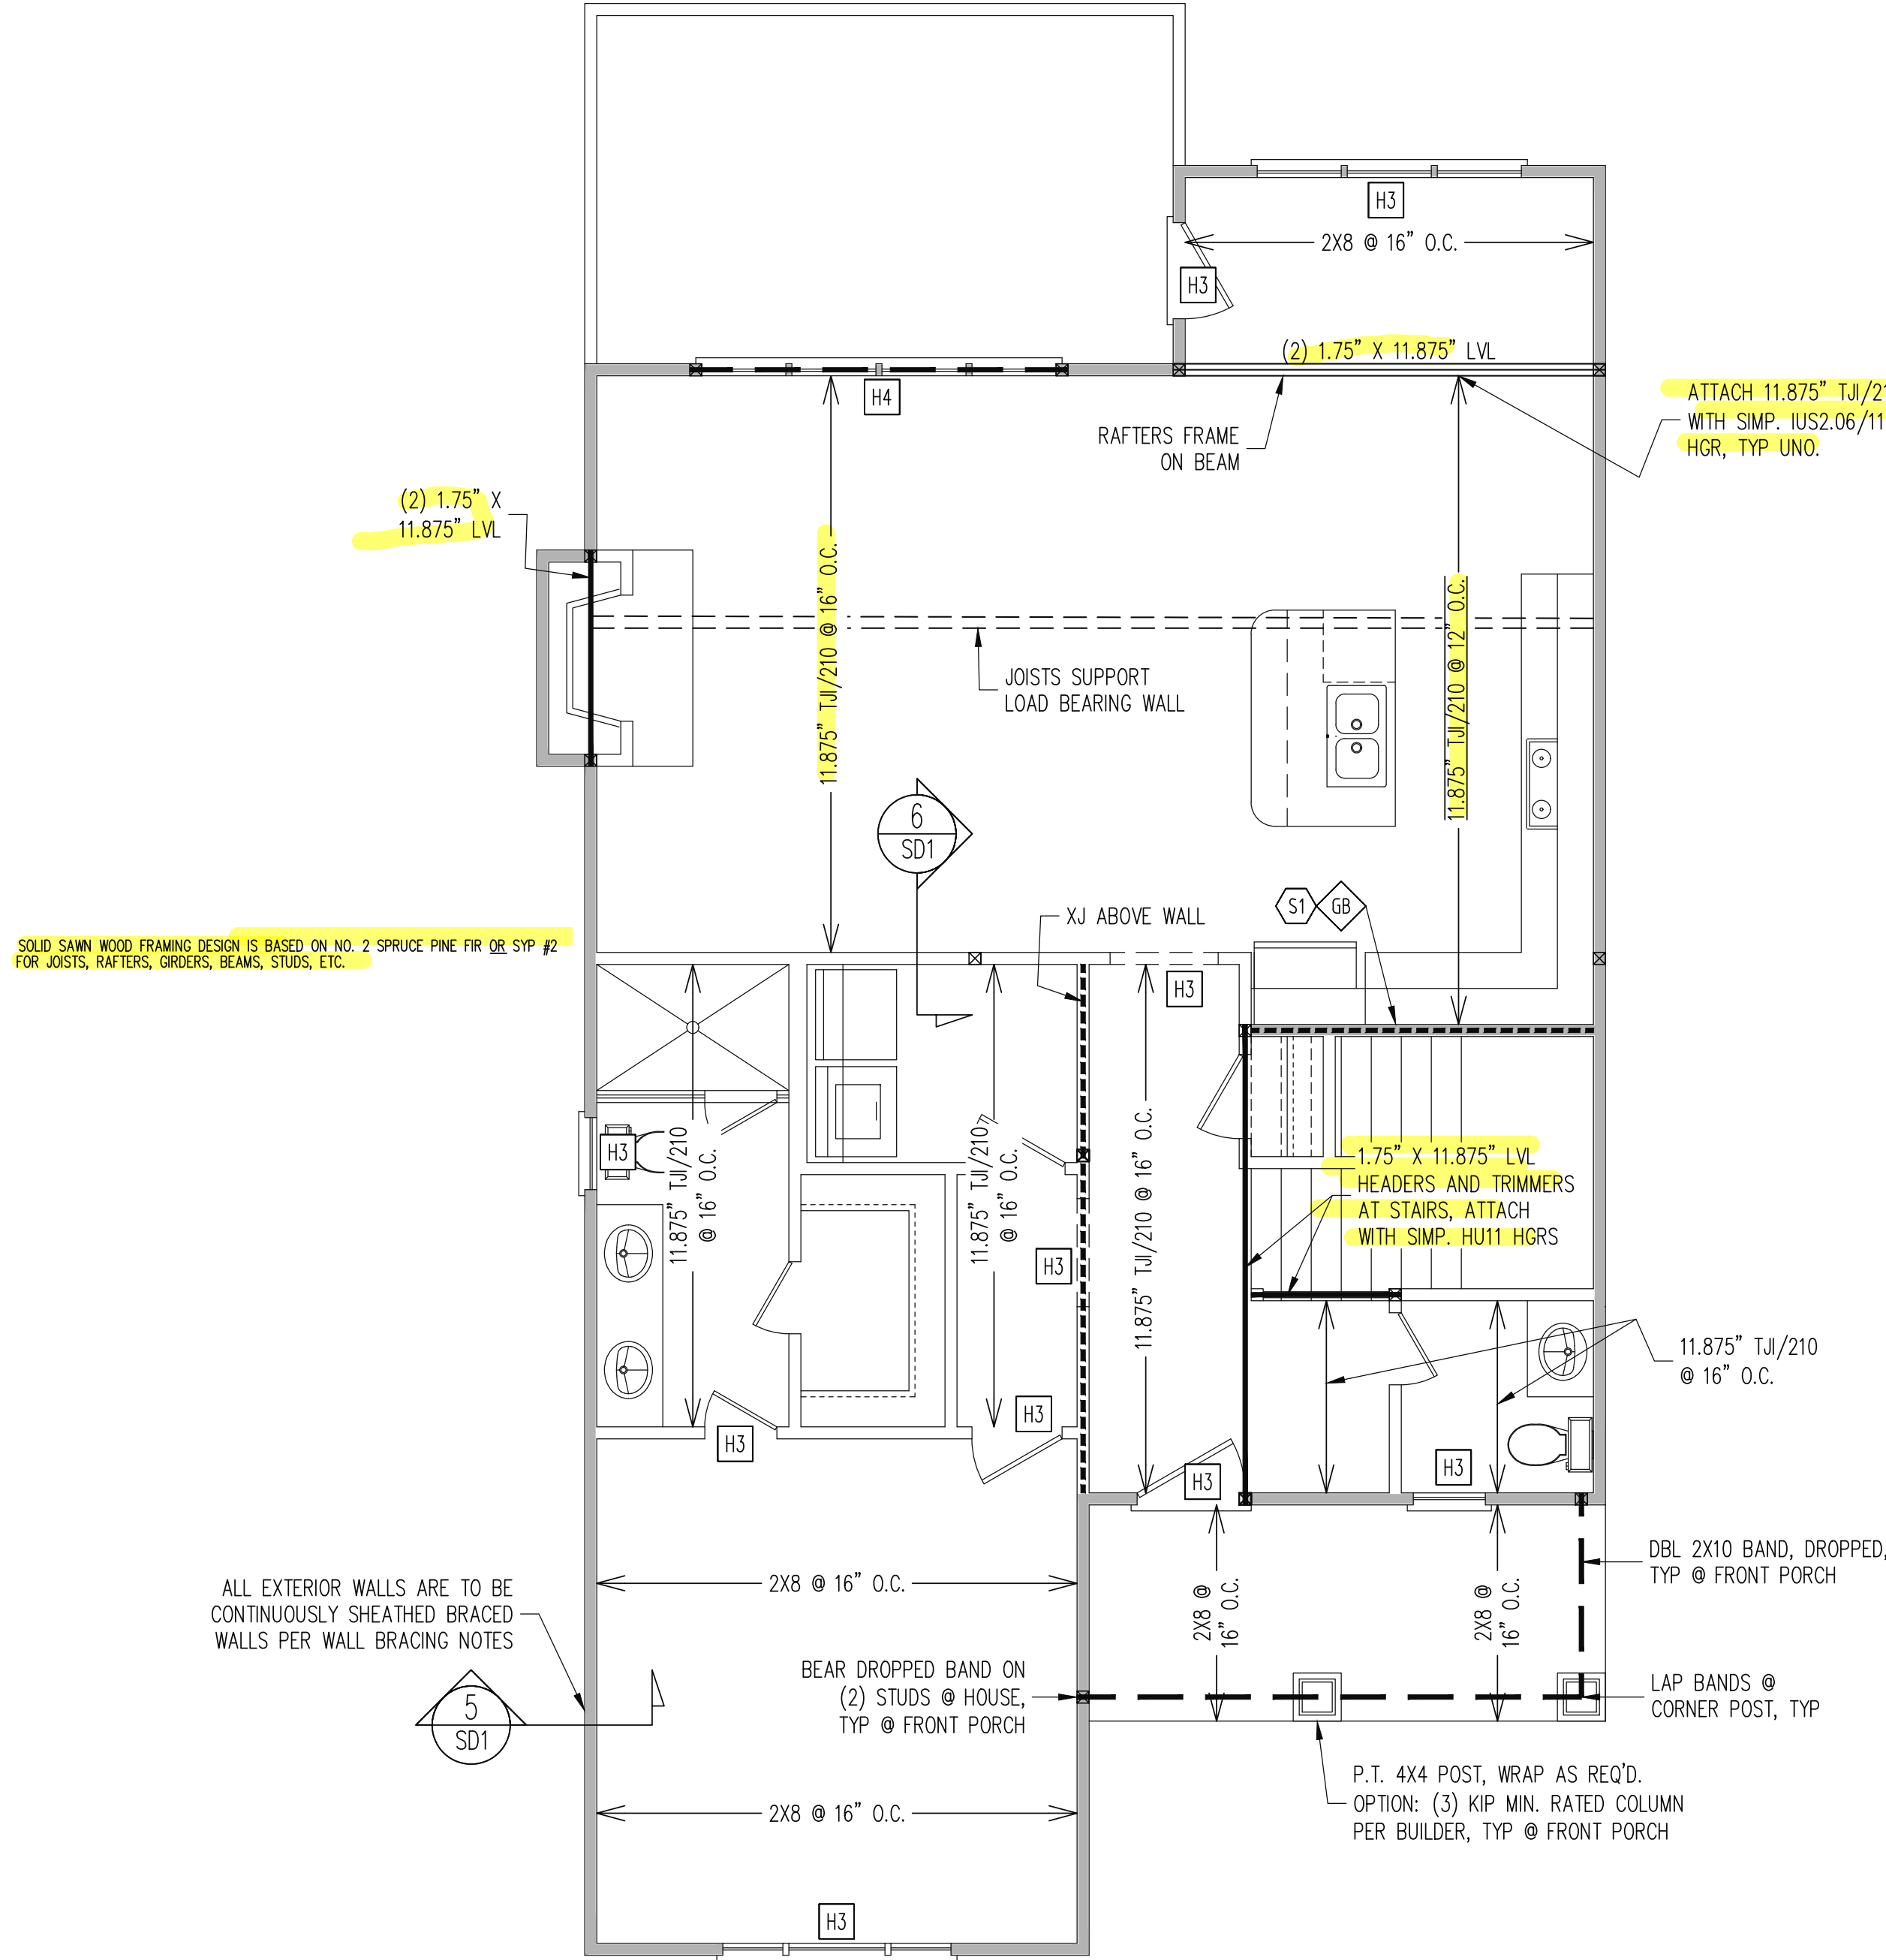 H3
2X8 @ 16" O.C.
H3
(2) 1.75" X 11.875" LVL
H4
RAFTERS FRAME
ON BEAM
ATTACH 11.875" TJI/21
WITH SIMP. IUS2.06/11
HGR, TYP UNO.
(2) 1.75" X
11.875" LVL
11.875" TJI/210 @ 16" O.C.
11.875" TJI/210 @ 12" O.C.
JOISTS SUPPORT
LOAD BEARING WALL
6
SD1
XJ ABOVE WALL
S1
GB
SOLID SAWN WOOD FRAMING DESIGN IS BASED ON NO. 2 SPRUCE PINE FIR OR SYP #2
FOR JOISTS, RAFTERS, GIRDERS, BEAMS, STUDS, ETC.
H3
H3
11.875" TJI/210
@ 16" O.C.
11.875" TJI/210
@ 16" O.C.
11.875" TJI/210 @ 16" O.C.
1.75" X 11.875" LVL
HEADERS AND TRIMMERS
AT STAIRS, ATTACH
WITH SIMP. HU11 HGRS
H3
11.875" TJI/210
@ 16" O.C.
H3
H3
H3
H3
2X8 @ 16" O.C.
2X8 @
16" O.C.
2X8 @
16" O.C.
DBL 2X10 BAND, DROPPED,
TYP @ FRONT PORCH
ALL EXTERIOR WALLS ARE TO BE
CONTINUOUSLY SHEATHED BRACED
WALLS PER WALL BRACING NOTES
BEAR DROPPED BAND ON
(2) STUDS @ HOUSE,
TYP @ FRONT PORCH
LAP BANDS @
CORNER POST, TYP
5
SD1
P.T. 4X4 POST, WRAP AS REQ'D.
OPTION: (3) KIP MIN. RATED COLUMN
PER BUILDER, TYP @ FRONT PORCH
2X8 @ 16" O.C.
H3